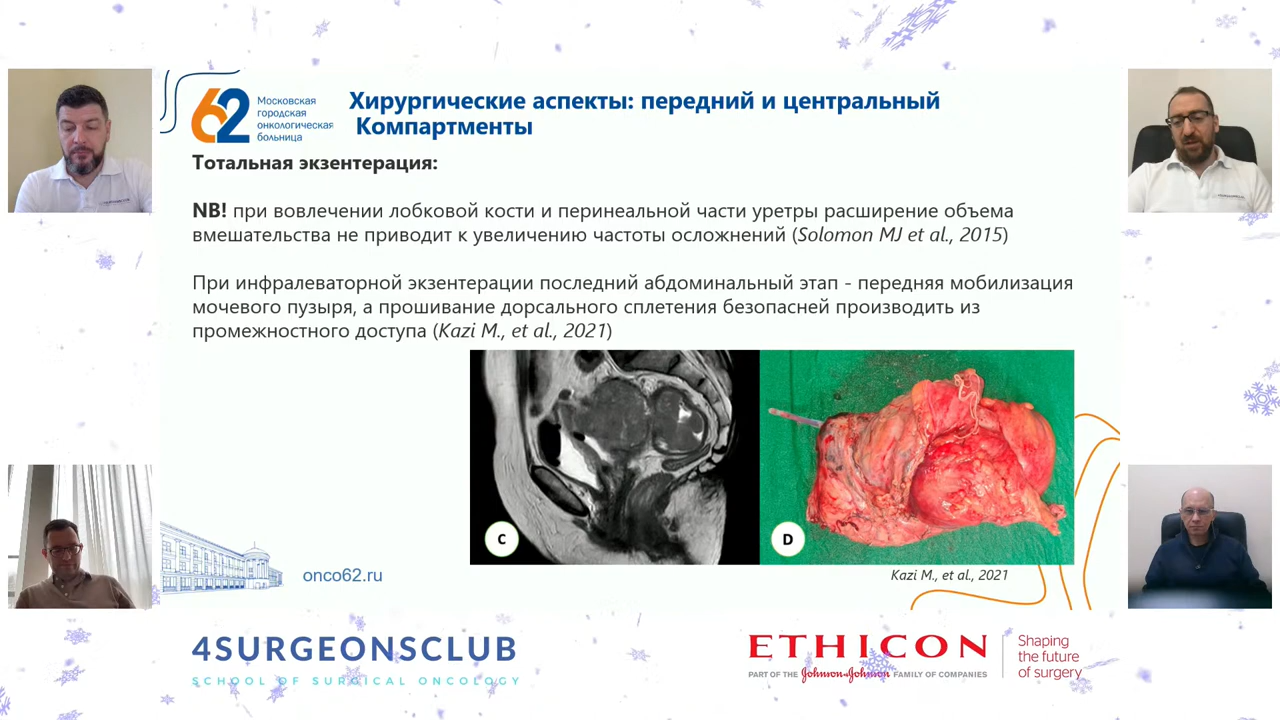 62
Московская
городская
онкологическая
больница
Хирургические аспекты: передний и центральный
Компартменты
Тотальная экзентерация:
NB! при вовлечении лобковой кости и перинеальной части уретры расширение объема
вмешательства не приводит к увеличению частоты осложнений (Solomon MJ et al., 2015)
При инфралеваторной экзентерации последний абдоминальный этап - передняя мобилизация
мочевого пузыря, а прошивание дорсального сплетения безопасней производить из
промежностного доступа (Kazi M., et al., 2021)
C
D
Kazi M., et al., 2021
onco62.ru
4SURGEONSCLUB
SCHOOL OF SURGICAL ONCOLOGY
ETHICON
PART OF THE Johnson & Johnson FAMILY OF COMPANIES
Shaping
the future
of surgery